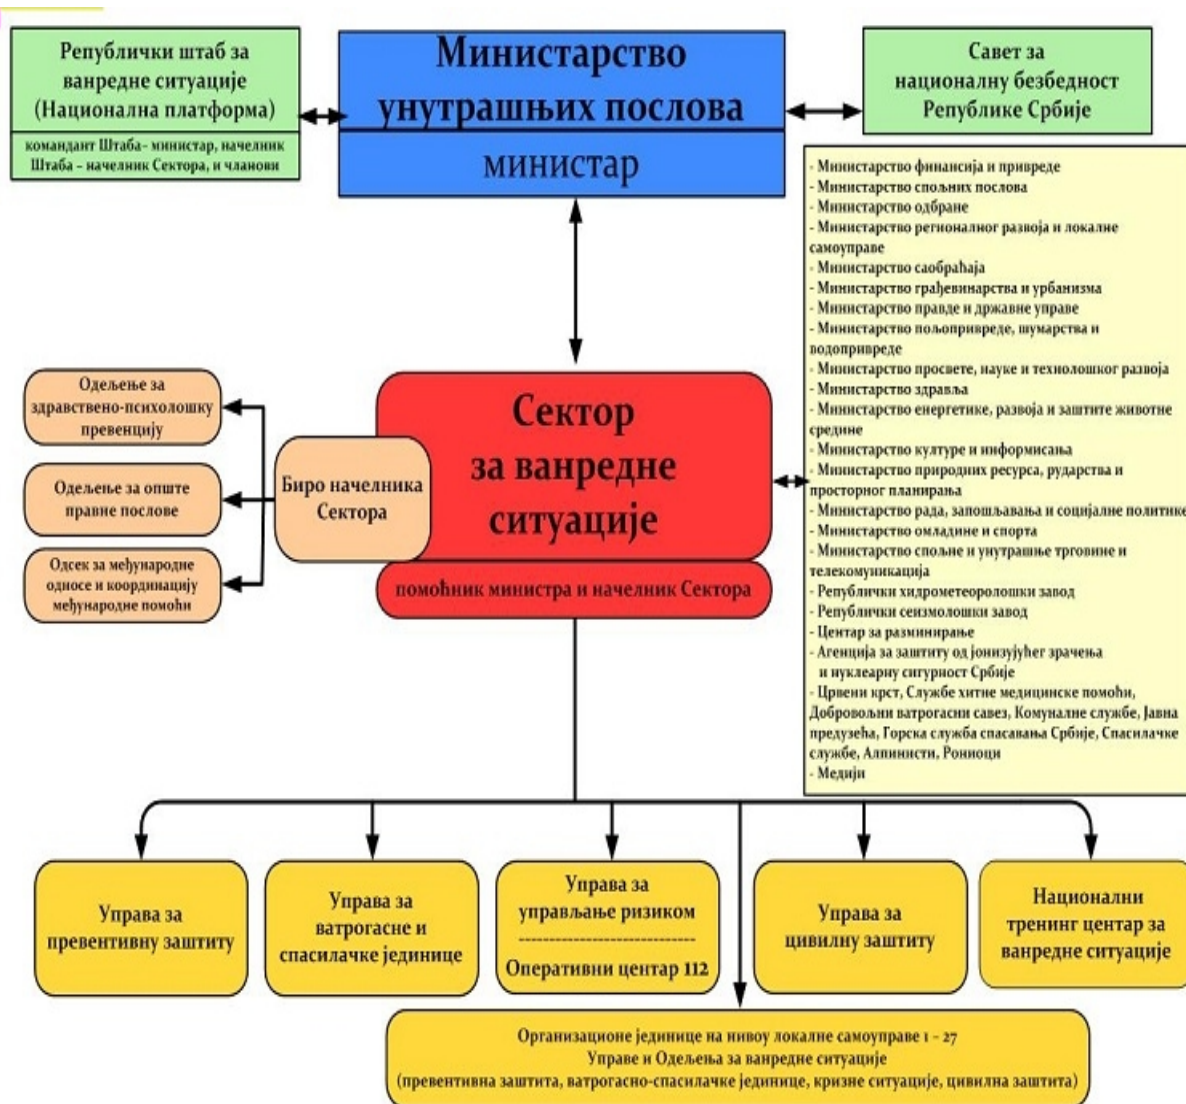 Републички штаб за
ванредне ситуације
(Национална платформа)
командант Штаба– министар, начелник
Штаба – начелник Сектора, и чланови
Министарство
унутрашњих послова
министар
Савет за
националну безбедност
Републике Србије
- Министарство финансија и привреде
- Министво спољних послова
- Министарство одбране
- Министарство регионалног развоја и локалне
самоуправе
- Министарство саобраћаја
- Министарство грађевинарства и урбанизма
- Министарство правде и државне управе
- Министарство пољопривреде, шумарства и
водопривреде
- Министарство просвете, науке и технолошког развоја
- Министарство здравља
- Министарство енергетике, развоја и заштите животне
средине
- Министарство културе и информисања
- Министарство природних ресурса, рударства и
просторног планирања
- Министарство рада, запошљавања и социјалне политике
- Министарство омладине и спорта
- Министарство спољне и унутрашње трговине и
телекомуникација
- Републички хидрометеоролошки завод
- Републички сеизмолошки завод
- Центар за разминирање
- Агенција за заштиту од јонизујућег зрачења
и нуклеарну сигурност Србије
- Црвени крст, Службе хитне медицинске помоћи,
Добровољни ватрогасни савез, Комуналне службе, Јавна
предузећа, Горска служба спасавања Србије, Спасилачке
службе, Алпинисти, Рониоци
- Медији
Одељење за
здравствено-психолошку
превенцију
Одељење за опште
правне послове
Одсек за међународне
односе и координацију
међународне помоћи
Биро начелника
Сектора
Сектор
за ванредне
ситуације
помоћник министра и начелник Сектора
Управа за
превентивну заштиту
Управа за
ватрогасне и
спасилачке јединице
Управа за
управљање ризиком
-----------------------------
Оперативни центар 112
Управа за
цивилну заштиту
Национални
тренинг центар за
ванредне ситуације
Организационе јединице на нивоу локалне самоуправе 1 – 27
Управе и Одељења за ванредне ситуације
(превентивна заштита, ватрогасно-спасилачке јединице, кризне ситуације, цивилна заштита)